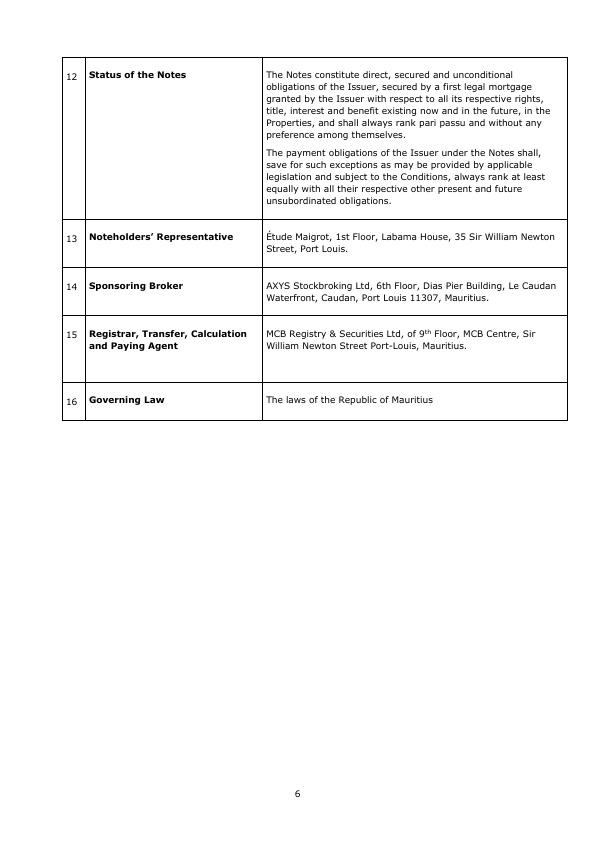 12
Status of the Notes
The Notes constitute direct, secured and unconditional
obligations of the Issuer, secured by a first legal mortgage
granted by the Issuer with respect to all its respective rights,
title, interest and benefit existing now and in the future, in the
Properties, and shall always rank pari passu and without any
preference among themselves.
The payment obligations of the Issuer under the Notes shall,
save for such exceptions as may be provided by applicable
legislation and subject to the Conditions, always rank at least
equally with all their respective other present and future
unsubordinated obligations.
13
Noteholders’ Representative
Étude Maigrot, 1st Floor, Labama House, 35 Sir William Newton
Street, Port Louis.
14
Sponsoring Broker
AXYS Stockbroking Ltd, 6th Floor, Dias Pier Building, Le Caudan
Waterfront, Caudan, Port Louis 11307, Mauritius.
15
Registrar, Transfer, Calculation
and Paying Agent
MCB Registry & Securities Ltd, of 9th Floor, MCB Centre, Sir
William Newton Street Port-Louis, Mauritius.
16
Governing Law
The laws of the Republic of Mauritius
6